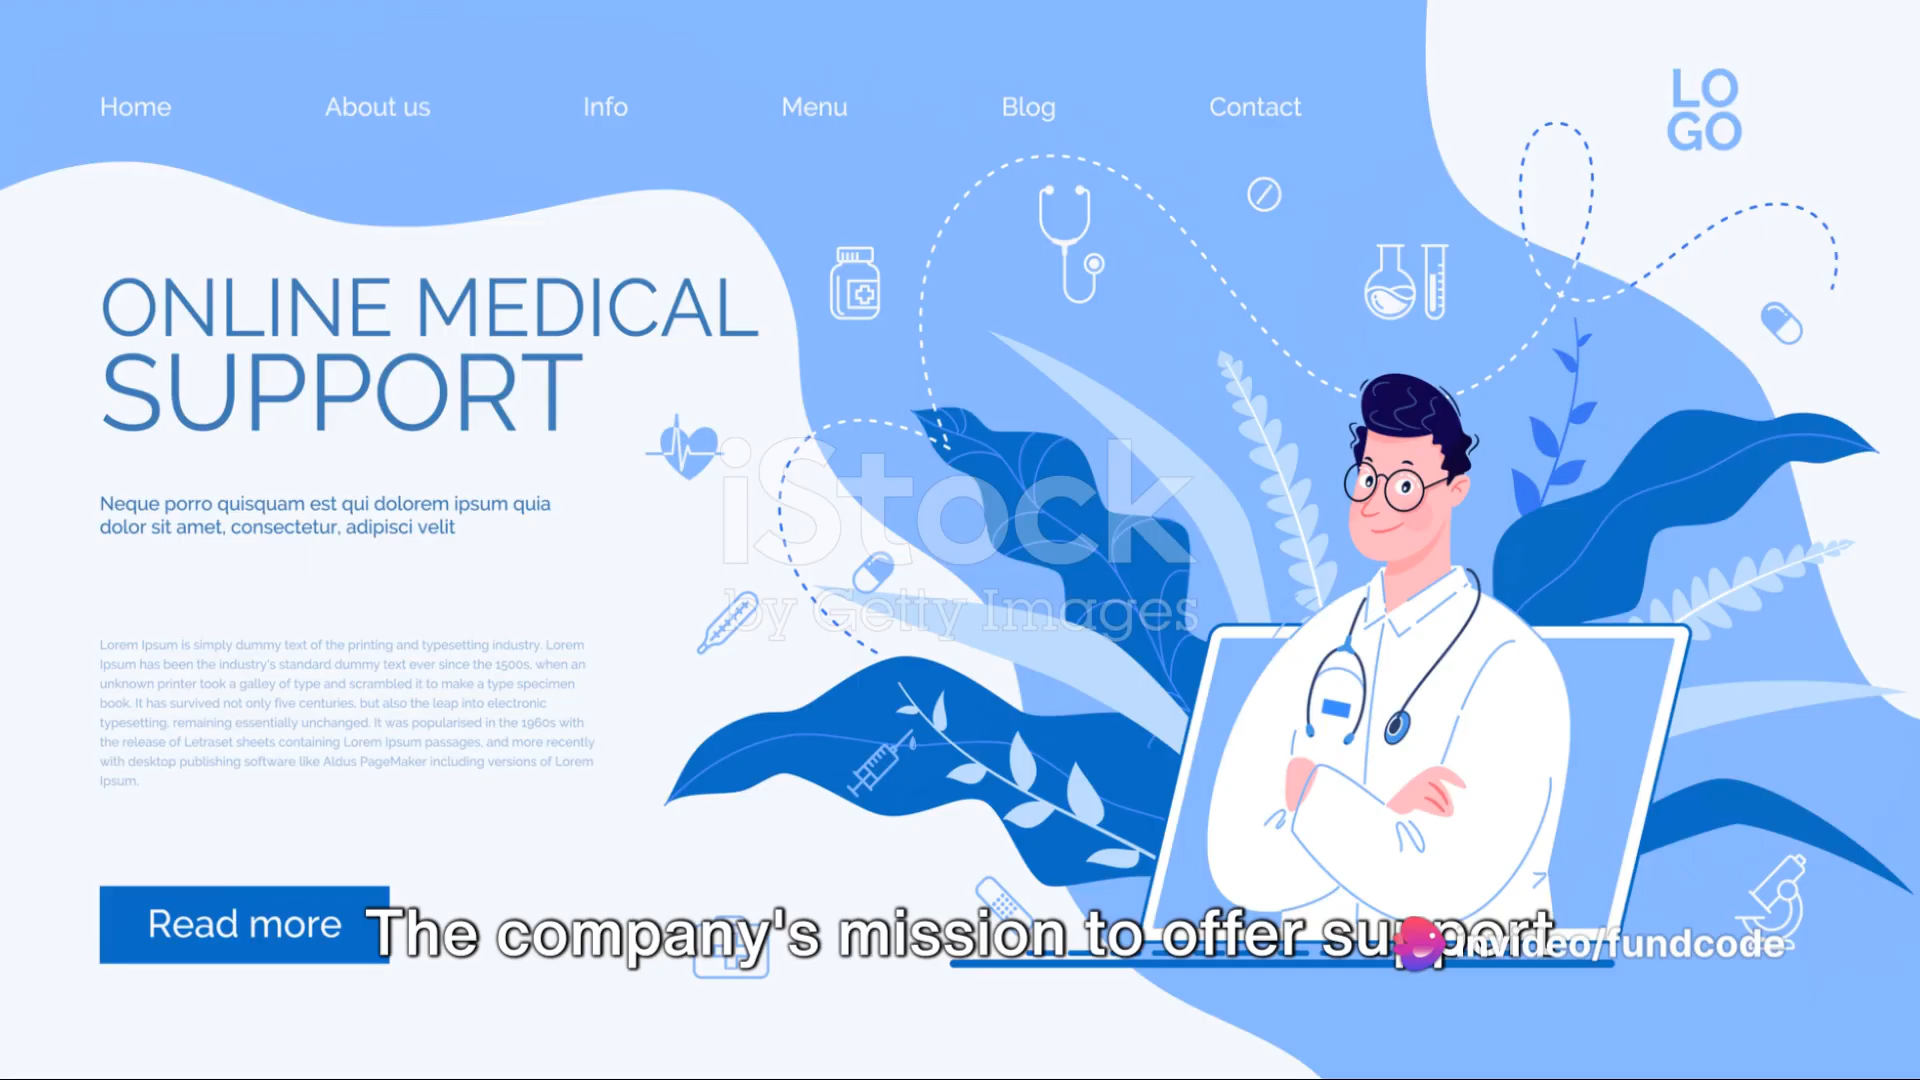 Home About us Info Menu Blog Contact
LO
GO
ONLINE MEDICAL
SUPPORT
Neque porro quisquam est qui dolorem ipsum quia
dolor sit amet, consectetur, adipisci velit
iStock
by Getty Images
Lorem Ipsum is simply dummy text of the printing and typesetting industry. Lorem
Ipsum has been the industry's standard dummy text ever since the 1500s, when an
unknown printer took a galley of type and scrambled it to make a type specimen
book. It has survived not only five centuries, but also the leap into electronic
typesetting, remaining essentially unchanged. It was popularised in the 1960s with
the release of Letraset sheets containing Lorem Ipsum passages, and more recently
with desktop publishing software like Aldus PageMaker including versions of Lorem
Ipsum.
Read more
The company's mission to offer support
invideo/fundcode